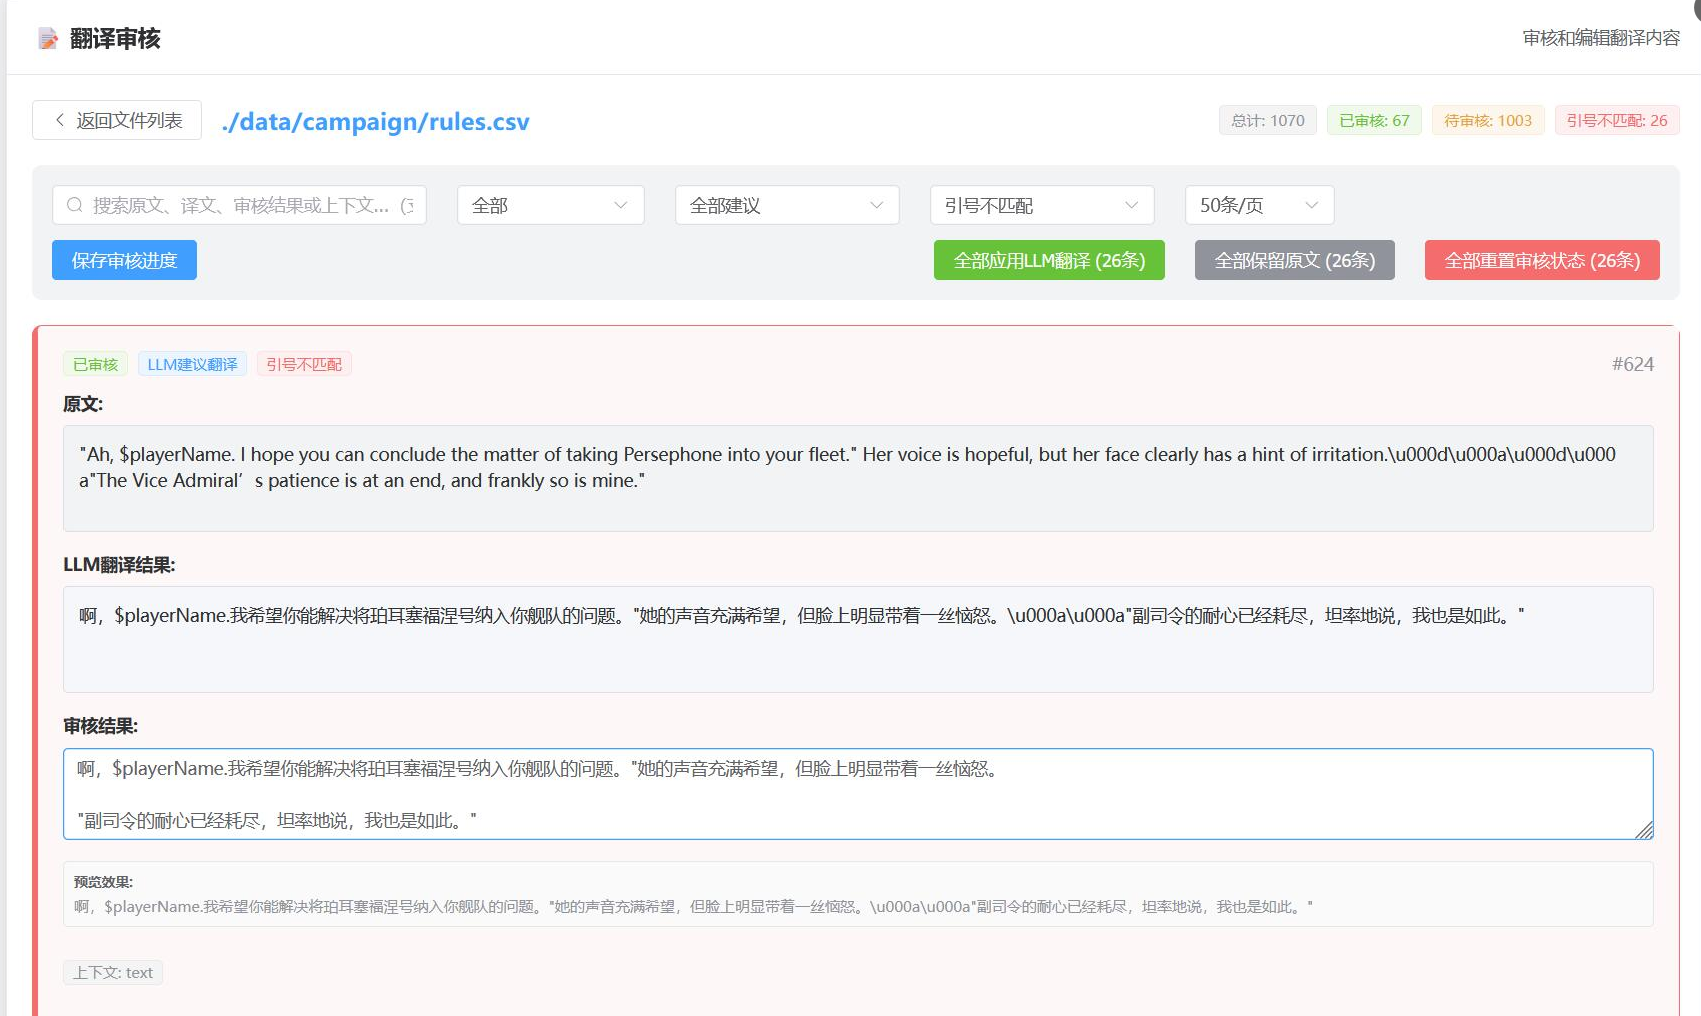 翻译审核
审核和编辑翻译内容
返回文件列表
./data/campaign/rules.csv
总计: 1070
已审核: 67
待审核: 1003
引号不匹配: 26
搜索原文、译文、审核结果或上下文... (
全部
全部建议
引号不匹配
50条/页
保存审核进度
全部应用LLM翻译 (26条)
全部保留原文 (26条)
全部重置审核状态 (26条)
已审核
LLM建议翻译
引号不匹配
#624
原文:
"Ah, $playerName. I hope you can conclude the matter of taking Persephone into your fleet." Her voice is hopeful, but her face clearly has a hint of irritation.\u000d\u000a\u000d\u000
a"The Vice Admiral’s patience is at an end, and frankly so is mine."
LLM翻译结果:
啊，$playerName.我希望你能解决将珀耳塞福涅号纳入你舰队的问题。"她的声音充满希望，但脸上明显带着一丝恼怒。\u000a\u000a"副司令的耐心已经耗尽，坦率地说，我也是如此。"
审核结果:
啊，$playerName.我希望你能解决将珀耳塞福涅号纳入你舰队的问题。"她的声音充满希望，但脸上明显带着一丝恼怒。
"副司令的耐心已经耗尽，坦率地说，我也是如此。"
预览效果:
啊，$playerName.我希望你能解决将珀耳塞福涅号纳入你舰队的问题。"她的声音充满希望，但脸上明显带着一丝恼怒。\u000a\u000a"副司令的耐心已经耗尽，坦率地说，我也是如此。"
上下文: text